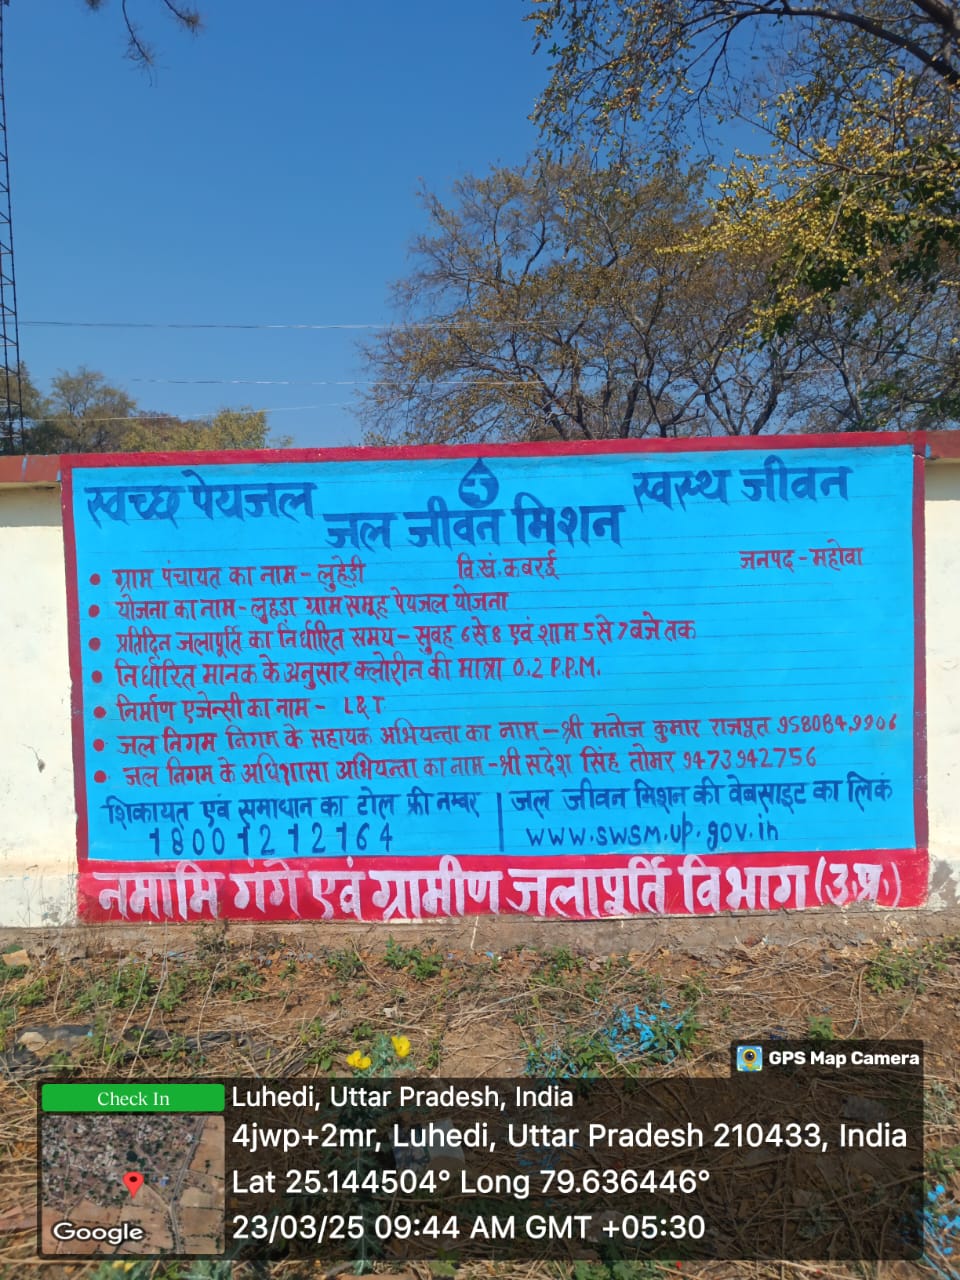 स्वच्छ पेयजल
स्वस्थ जीवन
जल जीवन मिशन
• ग्राम पंचायत का नाम - लुहेड़ी वि.खं. कबरई जनपद - महोवा
• योजना का नाम - लुहड़ा ग्राम समूह पेयजल योजना
• प्रतिदिन जलापूर्ति का निर्धारित समय - सुबह 6 से 8 एवं शाम 5 से 7 बजे तक
• निर्धारित मानक के अनुसार क्लोरीन की मात्रा 0.2 P.P.M.
• निर्माण एजेन्सी का नाम - L&T
• जल निगम निगम के सहायक अभियन्ता का नाम - श्री मनोज कुमार राजपूत
• जल निगम के अधिशासा अभियन्ता का नाम - श्री सदेश सिंह तोमर 9473942756
शिकायत एवं समाधान का टोल फ्री नम्बर
18001212164
जल जीवन मिशन की वेबसाइट का लिकं
www.swsm.up.gov.in
नमामि गंगे एवं ग्रामीण जलापूर्ति विभाग (उ.प्र.)
GPS Map Camera
Check In
Luhedi, Uttar Pradesh, India
4jwp+2mr, Luhedi, Uttar Pradesh 210433, India
Lat 25.144504° Long 79.636446°
23/03/25 09:44 AM GMT +05:30
Google